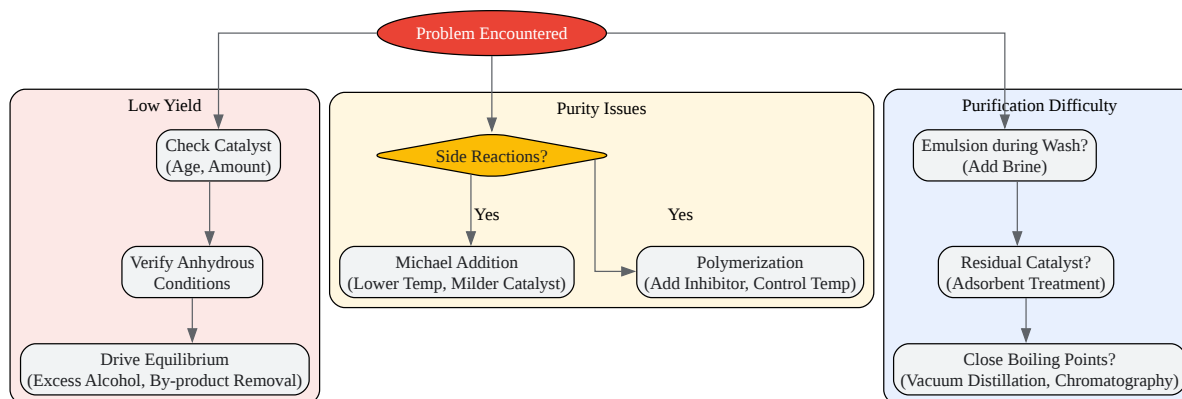 Problem Encountered
Low Yield
Check Catalyst
(Age, Amount)
Verify Anhydrous
Conditions
Drive Equilibrium
(Excess Alcohol, By-product Removal)
Purity Issues
Side Reactions?
Yes
Yes
Michael Addition
(Lower Temp, Milder Catalyst)
Polymerization
(Add Inhibitor, Control Temp)
Purification Difficulty
Emulsion during Wash?
(Add Brine)
Residual Catalyst?
(Adsorbent Treatment)
Close Boiling Points?
(Vacuum Distillation, Chromatography)